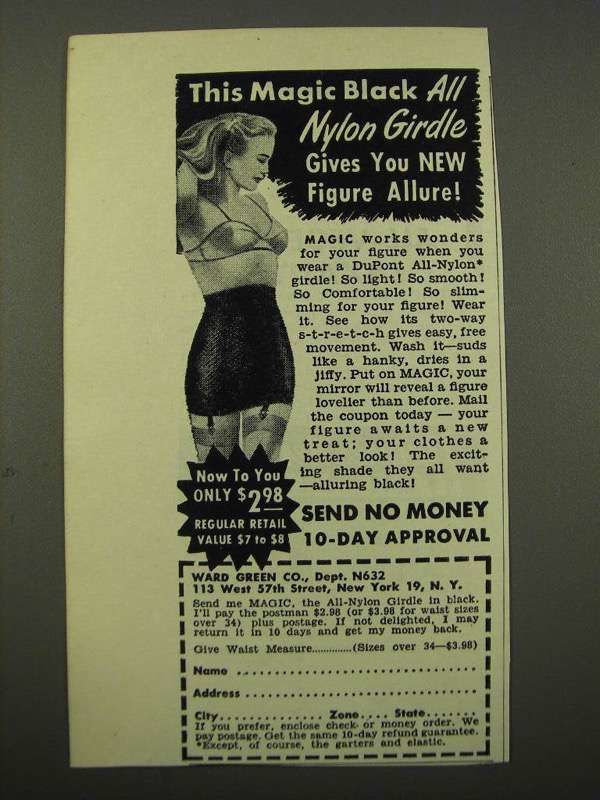 This Magic Black All
Nylon Girdle
Gives You NEW
Figure Allure!
MAGIC works wonders
for your figure when you
wear a DuPont All-Nylon*
girdle! So light! So smooth!
So Comfortable! So slim-
ming for your figure! Wear
it. See how its two-way
s-t-r-e-t-c-h gives easy, free
movement. Wash it—suds
like a hanky, dries in a
jiffy. Put on MAGIC, your
mirror will reveal a figure
lovelier than before. Mail
the coupon today — your
figure awaits a new
treat; your clothes a
better look! The excit-
ing shade they all want
—alluring black!
Now To You
ONLY $2.98
REGULAR RETAIL
VALUE $7 to $8
SEND NO MONEY
10-DAY APPROVAL
WARD GREEN CO., Dept. N632
113 West 57th Street, New York 19, N. Y.
Send me MAGIC, the All-Nylon Girdle in black.
I'll pay the postman $2.98 (or $3.98 for waist sizes
over 34) plus postage. If not delighted, I may
return it in 10 days and get my money back.
Give Waist Measure..............(Sizes over 34—$3.98)
Name ........................................
Address ......................................
City.............. Zone.... State.......
If you prefer, enclose check or money order. We
pay postage. Get the same 10-day refund guarantee.
*Except, of course, the garters and elastic.